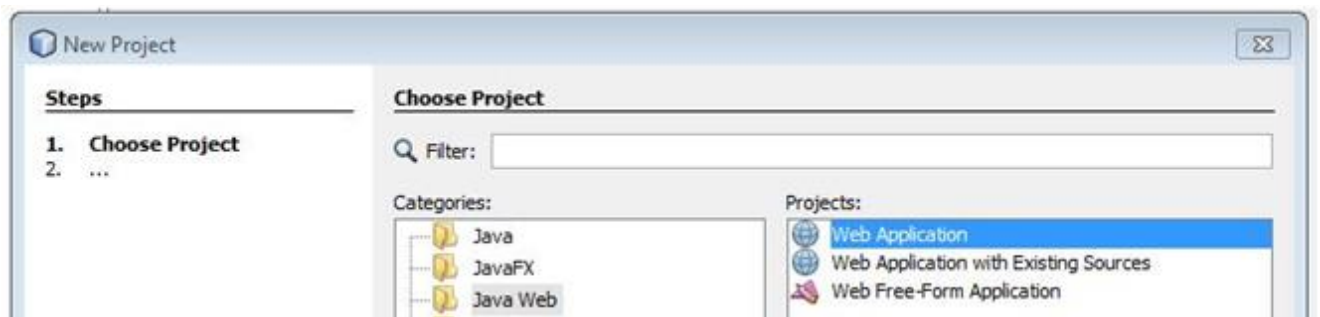 New Project
Steps
1. Choose Project
2. ...
Choose Project
Filter:
Categories:
Java
JavaFX
Java Web
Projects:
Web Application
Web Application with Existing Sources
Web Free-Form Application